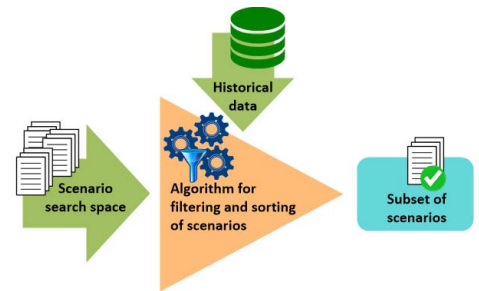 Historical
data
Scenario
search space
Algorithm for
filtering and sorting
of scenarios
Subset of
scenarios